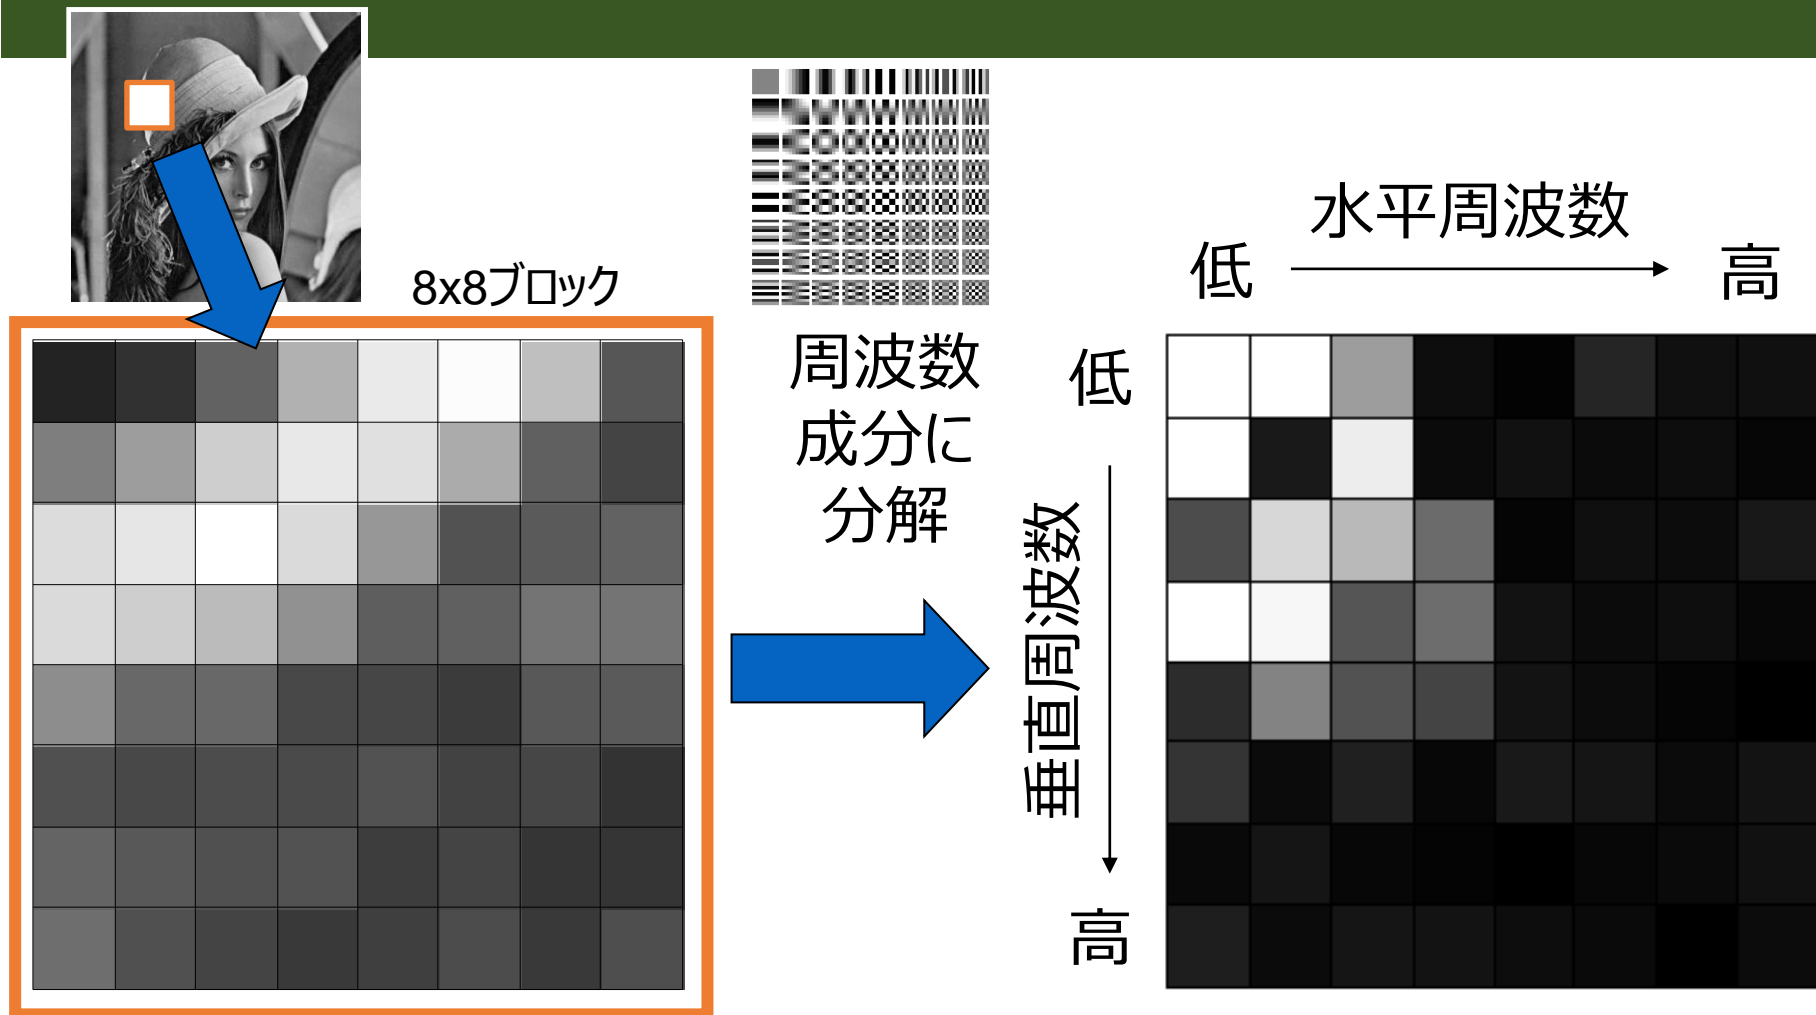 8x8ブロック
周波数
成分に
分解
水平周波数
低
高
低
垂直周波数
高